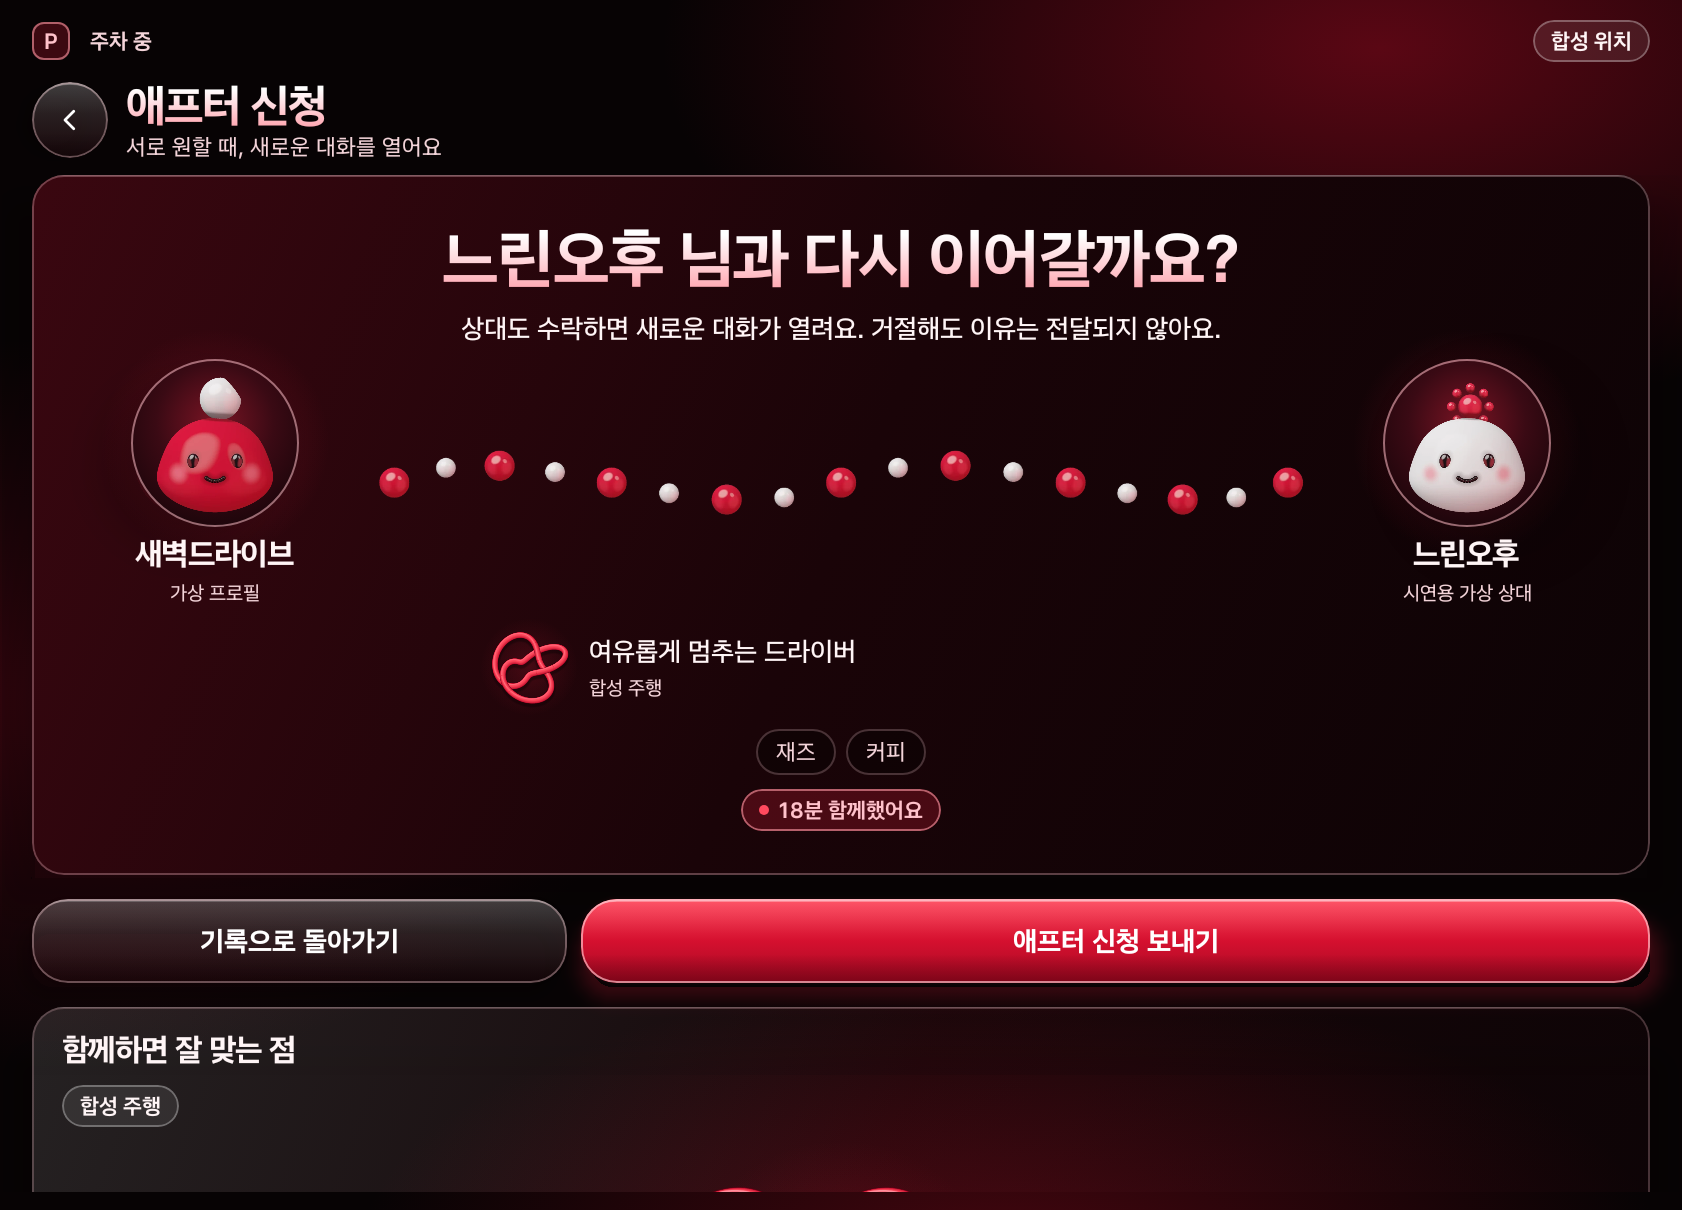 P 주차 중
합성 위치
애프터 신청
서로 원할 때, 새로운 대화를 열어요
느린오후 님과 다시 이어갈까요?
상대도 수락하면 새로운 대화가 열려요. 거절해도 이유는 전달되지 않아요.
새벽드라이브
가상 프로필
느린오후
시연용 가상 상대
여유롭게 멈추는 드라이버
합성 주행
재즈
커피
18분 함께했어요
기록으로 돌아가기
애프터 신청 보내기
함께하면 잘 맞는 점
합성 주행